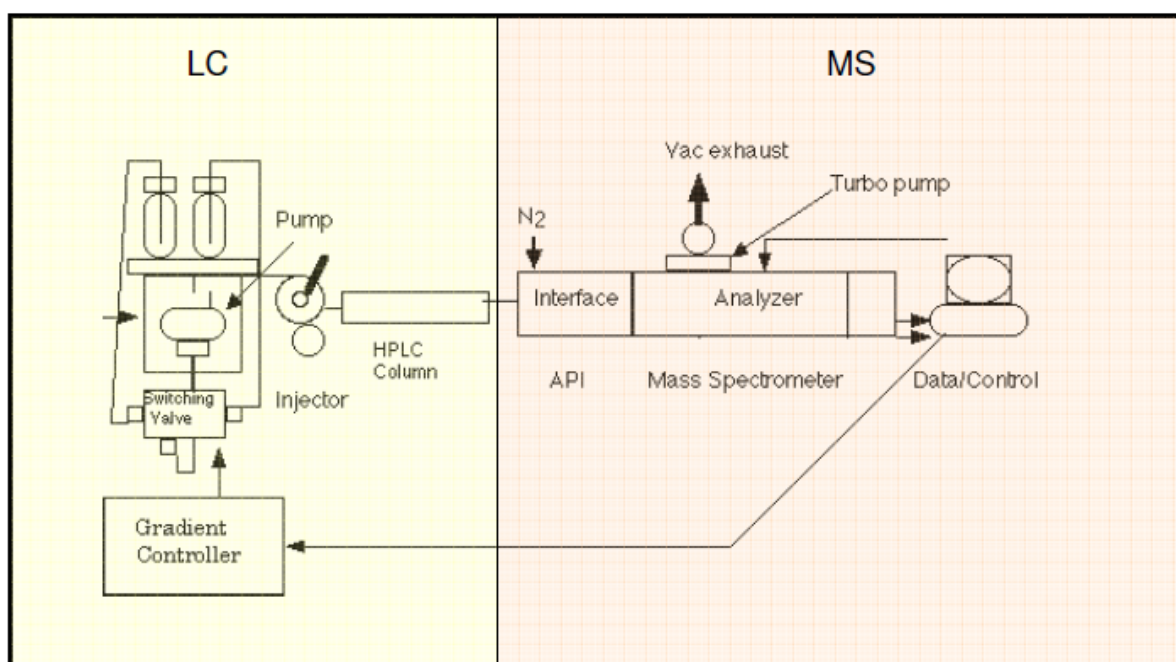 LC
MS
Vac exhaust
Turbo pump
Pump
N2
Interface
Analyzer
HPLC
Column
Injector
API
Mass Spectrometer
Data/Control
Switching
Valve
Gradient
Controller